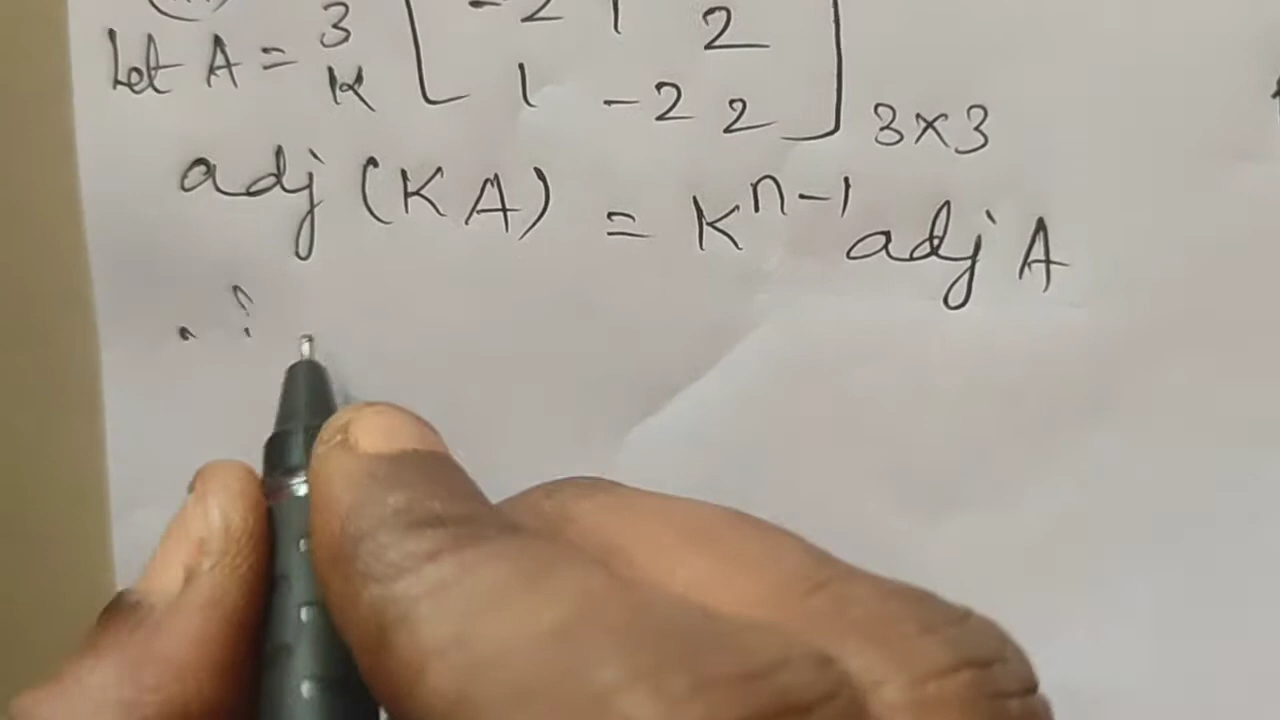 3 -2 1 2
Let A = K 1 -2 2 3×3
adj (KA) = K^n-1 adj A
∴